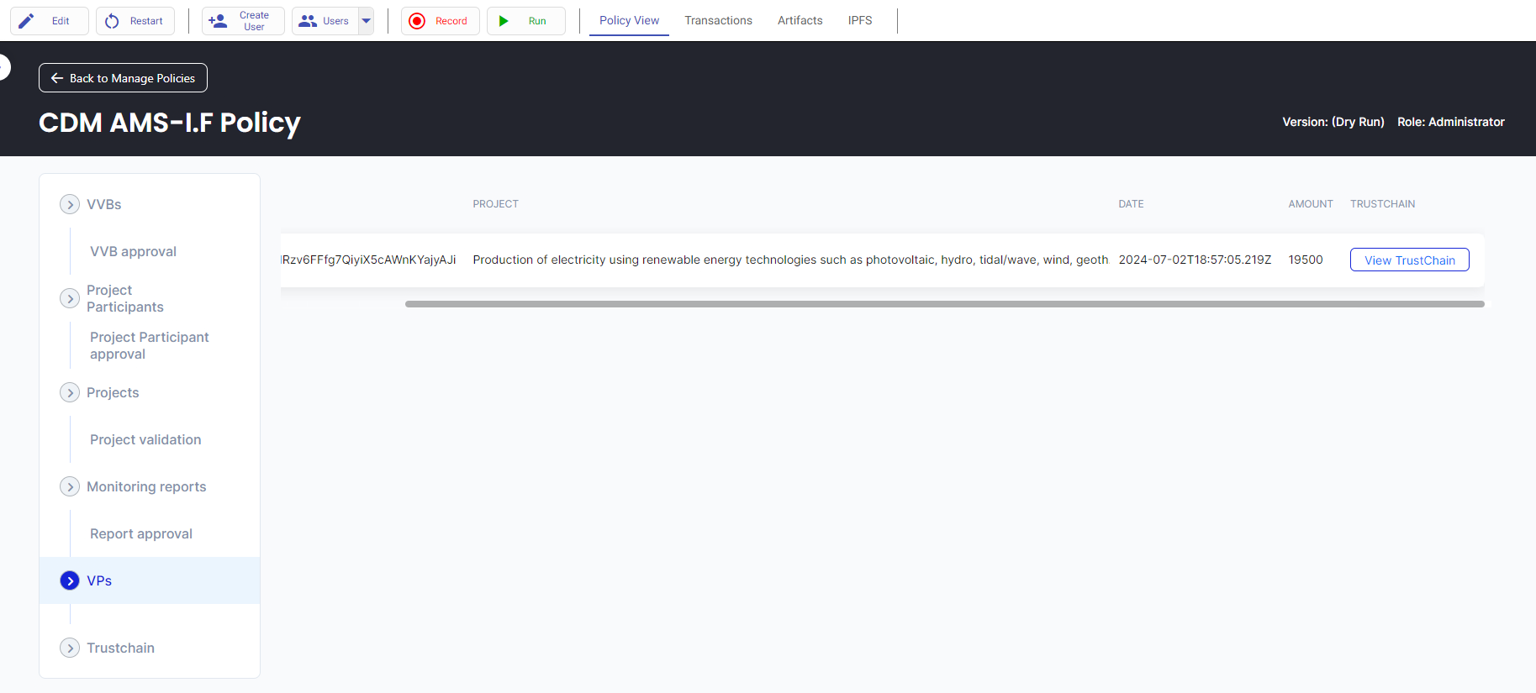 Edit
Restart
Create
User
Users
Record
Run
Policy View
Transactions
Artifacts
IPFS
Back to Manage Policies
CDM AMS-I.F Policy
Version: (Dry Run) Role: Administrator
VVBs
VVB approval
Project
Participants
Project Participant
approval
Projects
Project validation
Monitoring reports
Report approval
VPs
Trustchain
PROJECT DATE AMOUNT TRUSTCHAIN
Rzv6FFfg7QiyiX5cAWnKYajyAJi Production of electricity using renewable energy technologies such as photovoltaic, hydro, tidal/wave, wind, geoth 2024-07-02T18:57:05.219Z 19500 View TrustChain